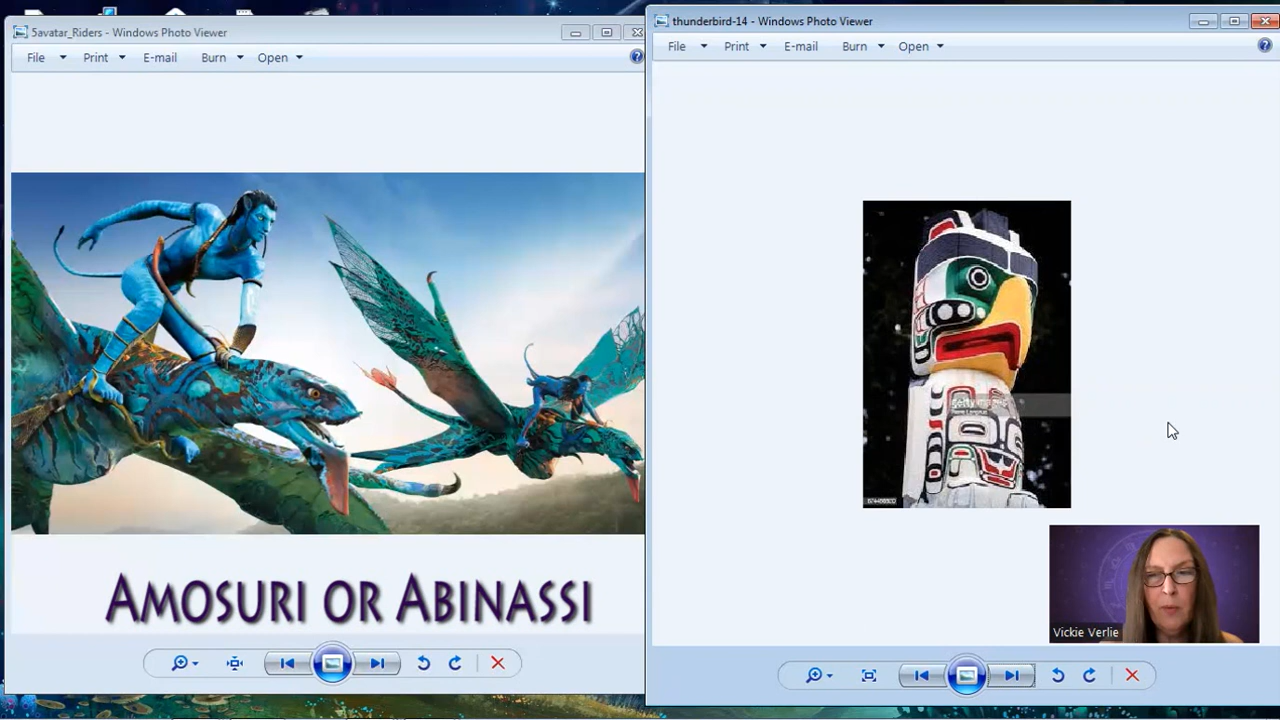 5avatar_Riders - Windows Photo Viewer
File Print E-mail Burn Open
AMOSURI OR ABINASSI
thunderbird-14 - Windows Photo Viewer
File Print E-mail Burn Open
Vickie Verlie